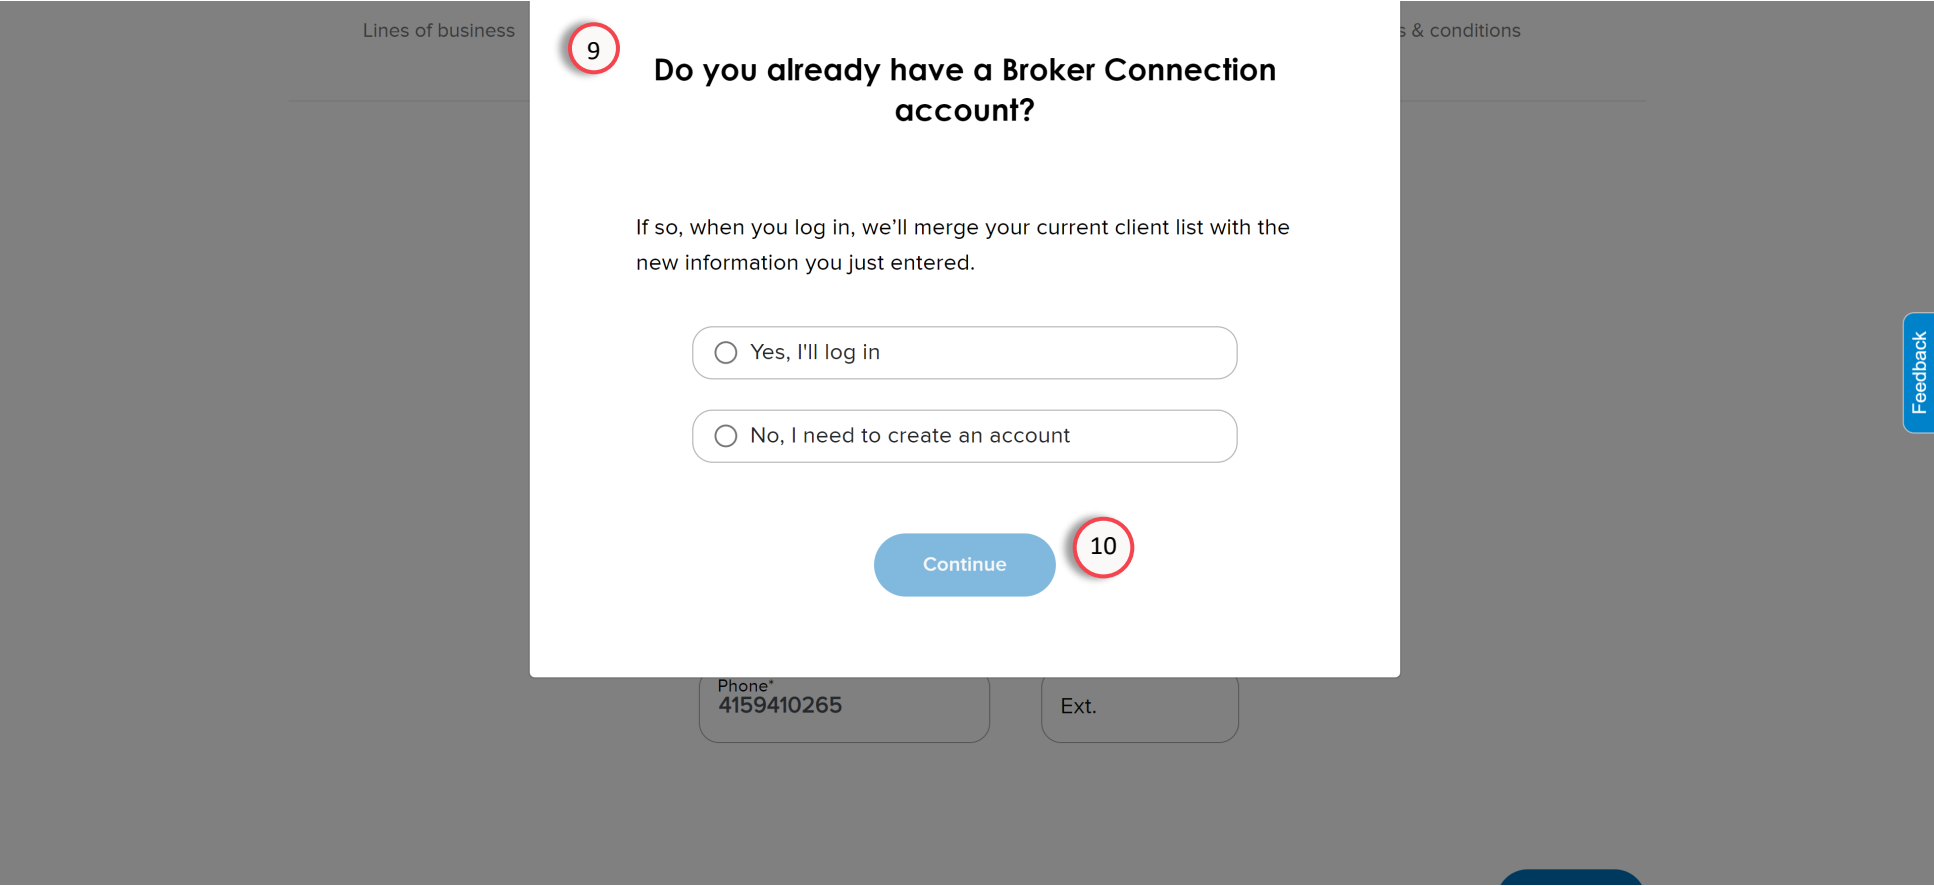 Lines of business
& conditions
9
Do you already have a Broker Connection
account?
If so, when you log in, we’ll merge your current client list with the
new information you just entered.
Yes, I'll log in
No, I need to create an account
Continue
10
Feedback
Phone*
4159410265
Ext.